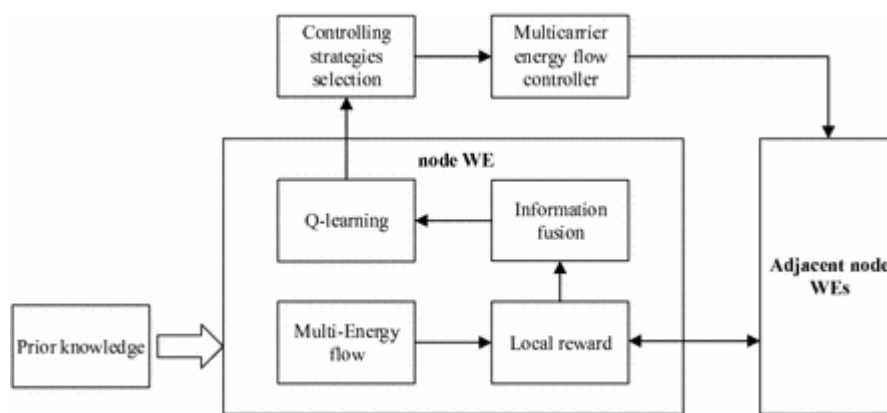 Controlling
strategies
selection
Multicarrier
energy flow
controller
node WE
Q-learning
Information
fusion
Adjacent node
WEs
Prior knowledge
Multi-Energy
flow
Local reward